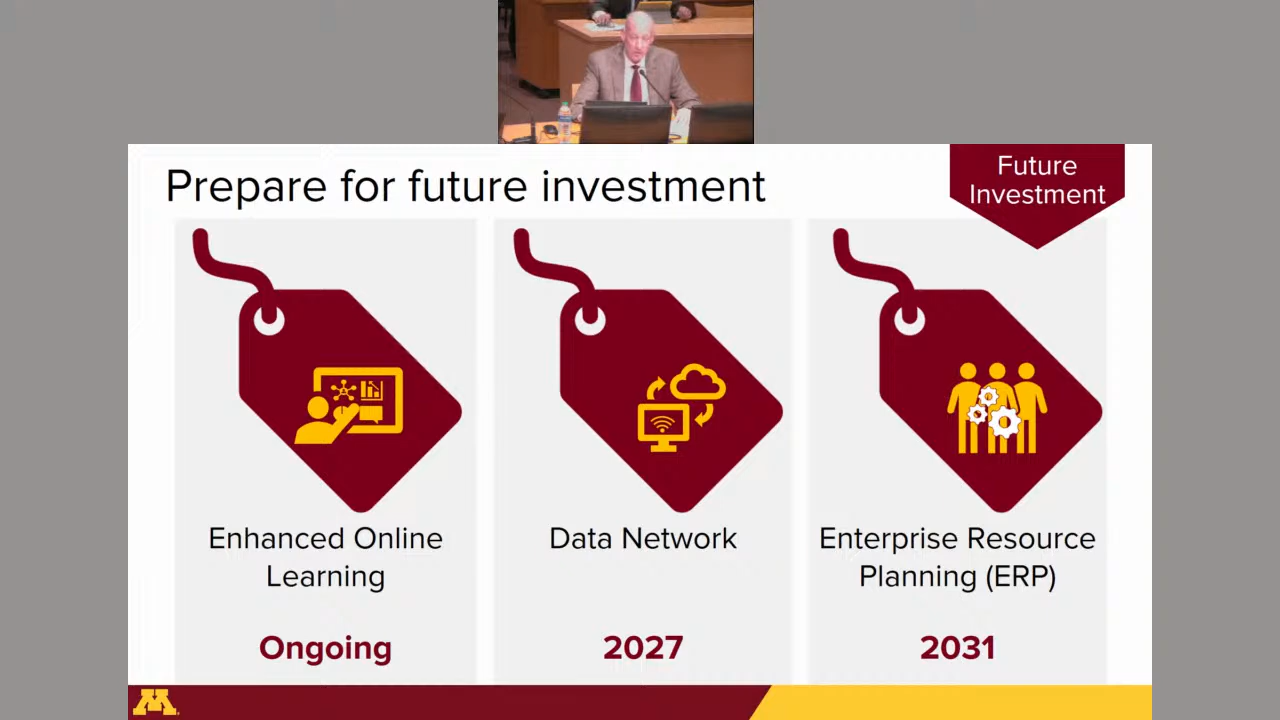 Prepare for future investment
Future
Investment
Enhanced Online
Learning
Ongoing
Data Network
2027
Enterprise Resource
Planning (ERP)
2031
M